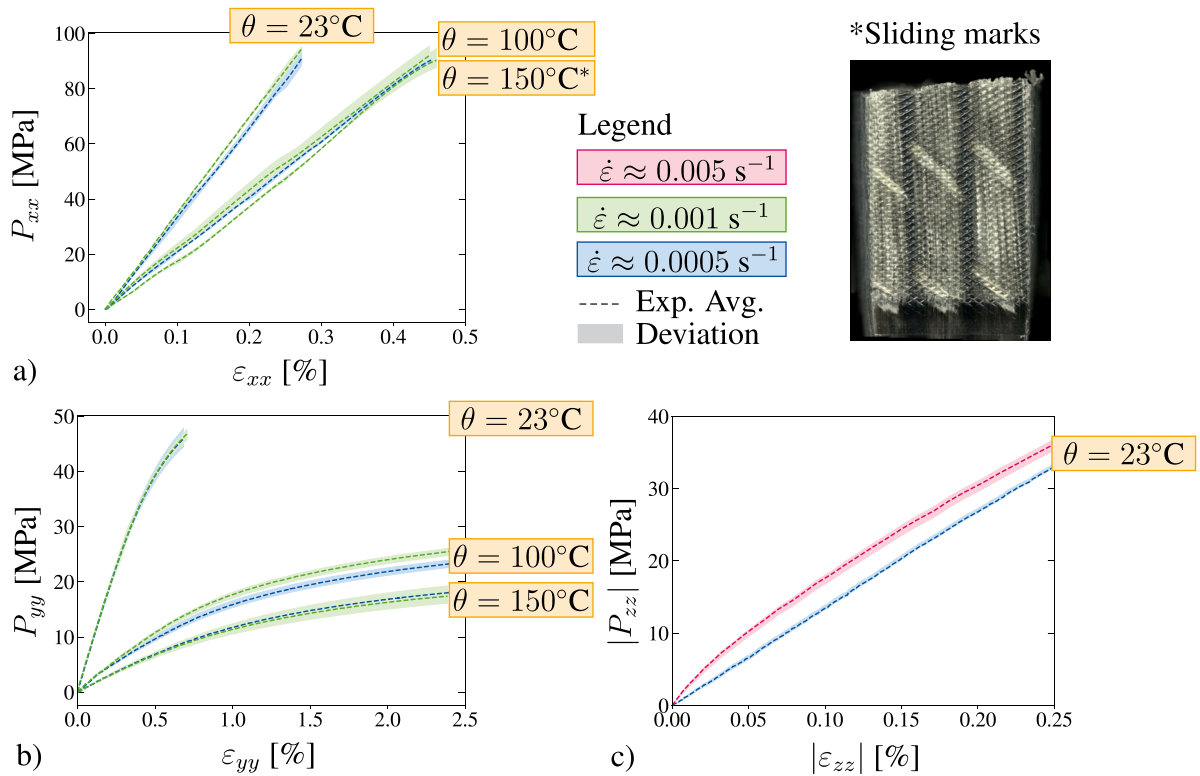 θ = 23°C
θ = 100°C
θ = 150°C*
100
80
60
40
20
0
P_xx [MPa]
0.0 0.1 0.2 0.3 0.4 0.5
a)
ε_xx [%]
Legend
ε̇ ≈ 0.005 s⁻¹
ε̇ ≈ 0.001 s⁻¹
ε̇ ≈ 0.0005 s⁻¹
Exp. Avg.
Deviation
*Sliding marks
50
40
30
20
10
0
P_yy [MPa]
θ = 23°C
θ = 100°C
θ = 150°C
0.0 0.5 1.0 1.5 2.0 2.5
b)
ε_yy [%]
40
30
20
10
0
|P_zz| [MPa]
θ = 23°C
0.00 0.05 0.10 0.15 0.20 0.25
c)
|ε_zz| [%]